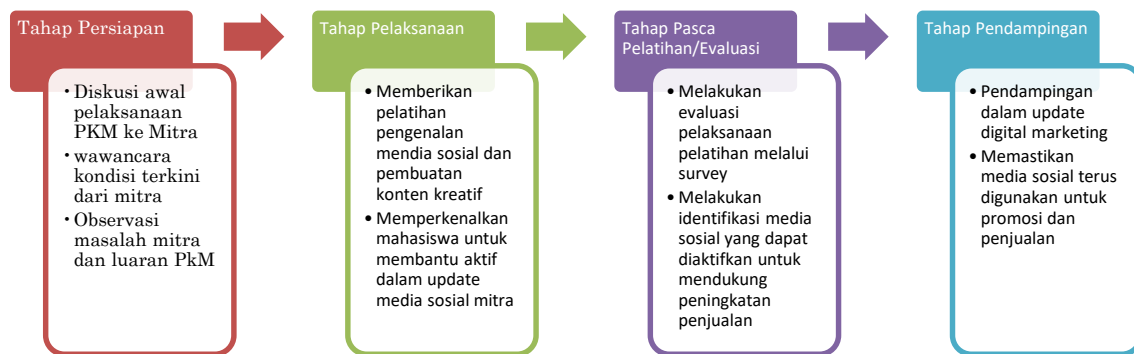 Tahap Persiapan
• Diskusi awal
pelaksanaan
PKM ke Mitra
• wawancara
kondisi terkini
dari mitra
• Observasi
masalah mitra
dan luaran PkM
Tahap Pelaksanaan
• Memberikan
pelatihan
pengenalan
mendia sosial dan
pembuatan
konten kreatif
• Memperkenalkan
mahasiswa untuk
membantu aktif
dalam update
media sosial mitra
Tahap Pasca
Pelatihan/Evaluasi
• Melakukan
evaluasi
pelaksanaan
pelatihan melalui
survey
• Melakukan
identifikasi media
sosial yang dapat
diaktifkan untuk
mendukung
peningkatan
penjualan
Tahap Pendampingan
• Pendampingan
dalam update
digital marketing
• Memastikan
media sosial terus
digunakan untuk
promosi dan
penjualan